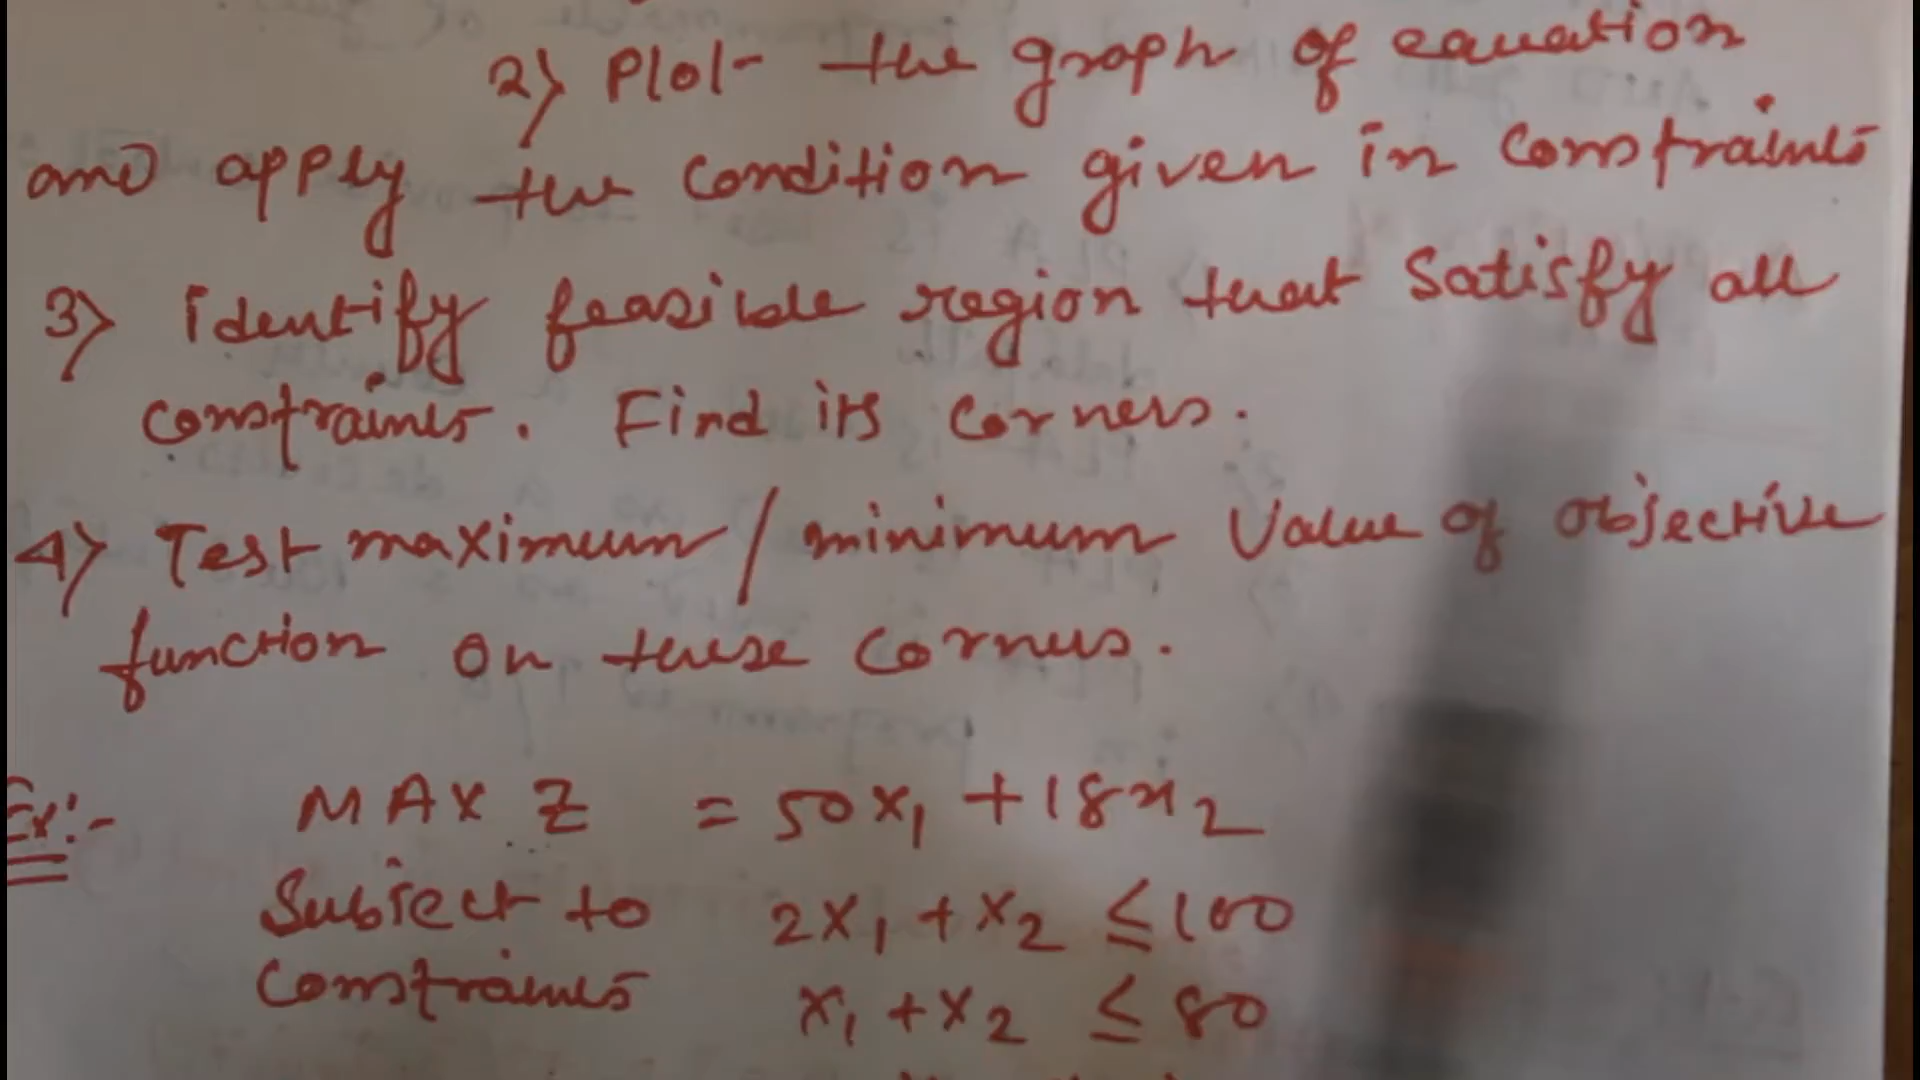 2) Plot the graph of equation
and apply the condition given in constraints
3) identify feasible region that satisfy all
constraints. Find its corners.
4) Test maximum/minimum value of objective
function on these corners.
Ex:- MAX Z = 50x₁ + 18x₂
Subject to 2x₁ + x₂ ≤ 100
constraints x₁ + x₂ ≤ 80